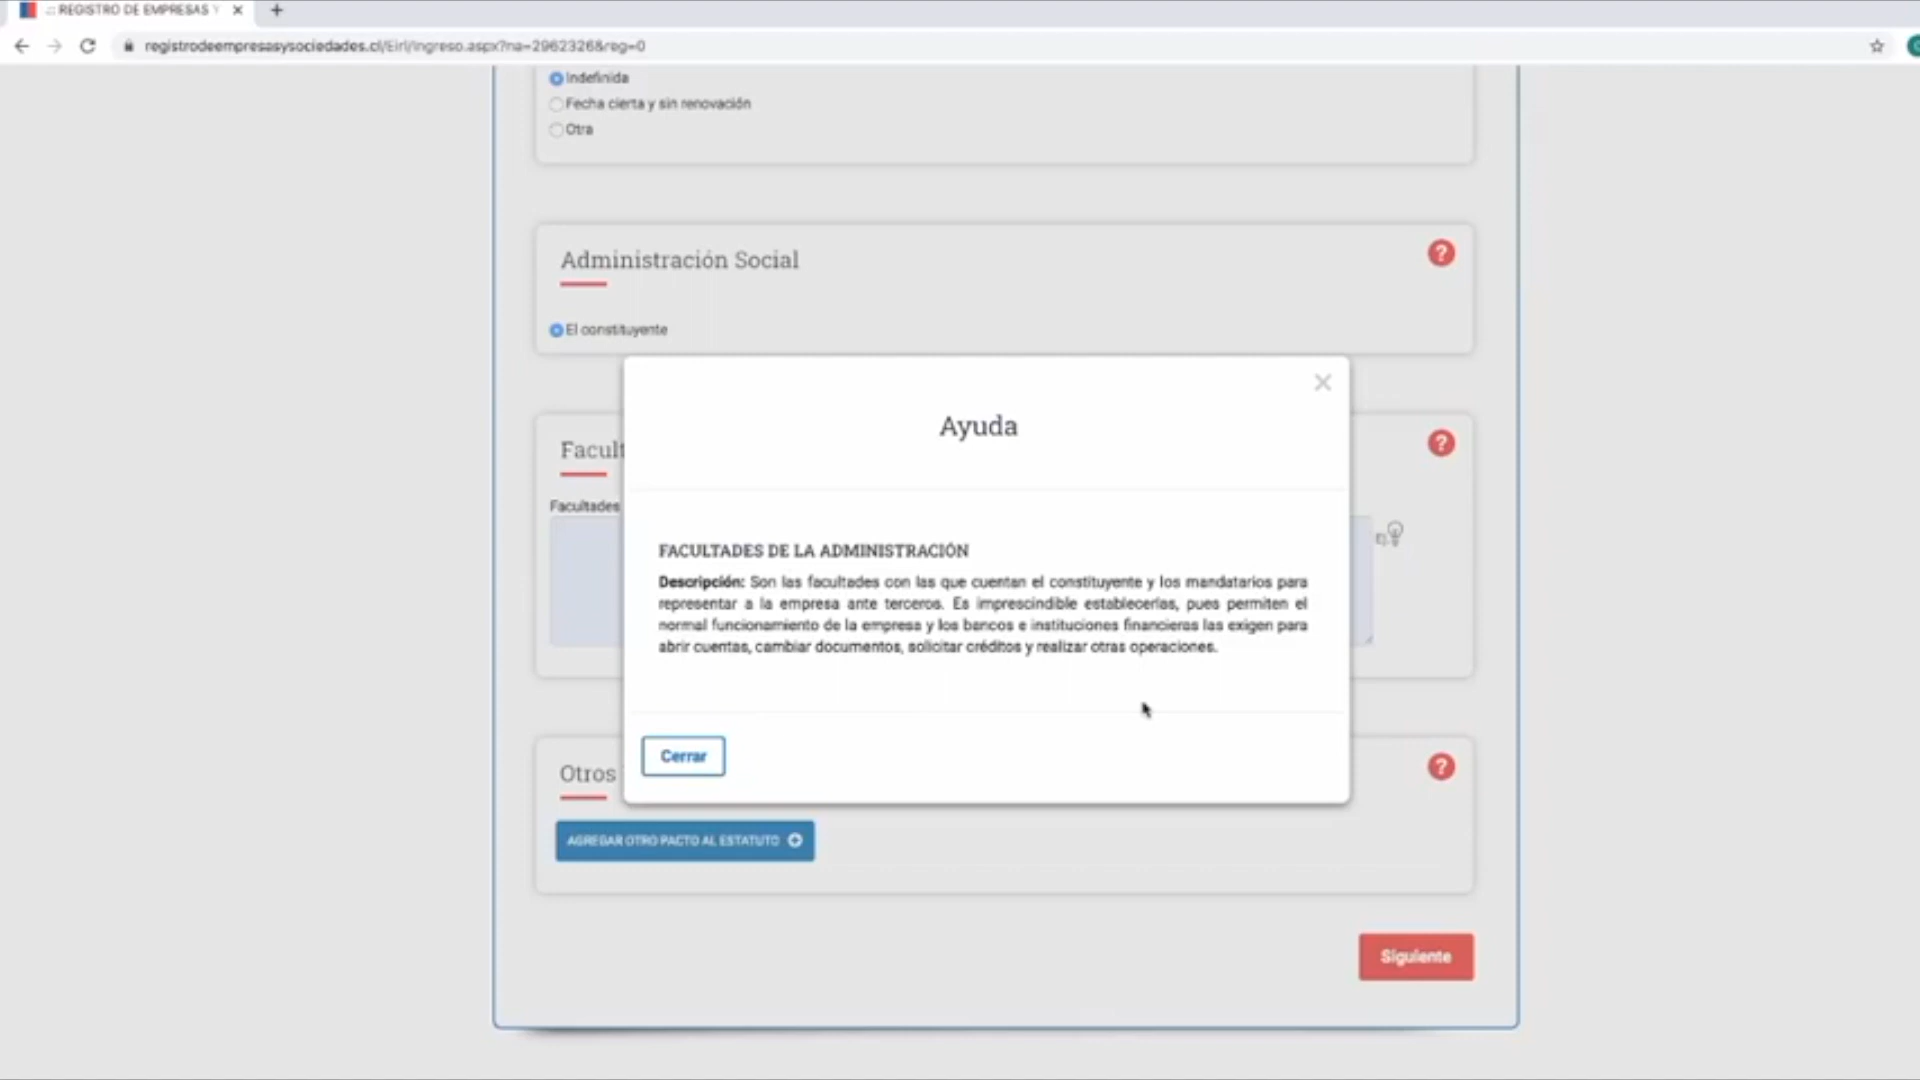 .:: REGISTRO DE EMPRESAS Y
registrodeempresasysociedades.cl/Eirl/Ingreso.aspx?na=2962326&reg=0
Indefinida
Fecha cierta y sin renovación
Otra
Administración Social
?
El constituyente
Ayuda
Facult
?
Facultades
FACULTADES DE LA ADMINISTRACIÓN
Descripción: Son las facultades con las que cuentan el constituyente y los mandatarios para
representar a la empresa ante terceros. Es imprescindible establecerlas, pues permiten el
normal funcionamiento de la empresa y los bancos e instituciones financieras las exigen para
abrir cuentas, cambiar documentos, solicitar créditos y realizar otras operaciones.
Cerrar
Otros
?
AGREGAR OTRO PACTO AL ESTATUTO
Siguiente